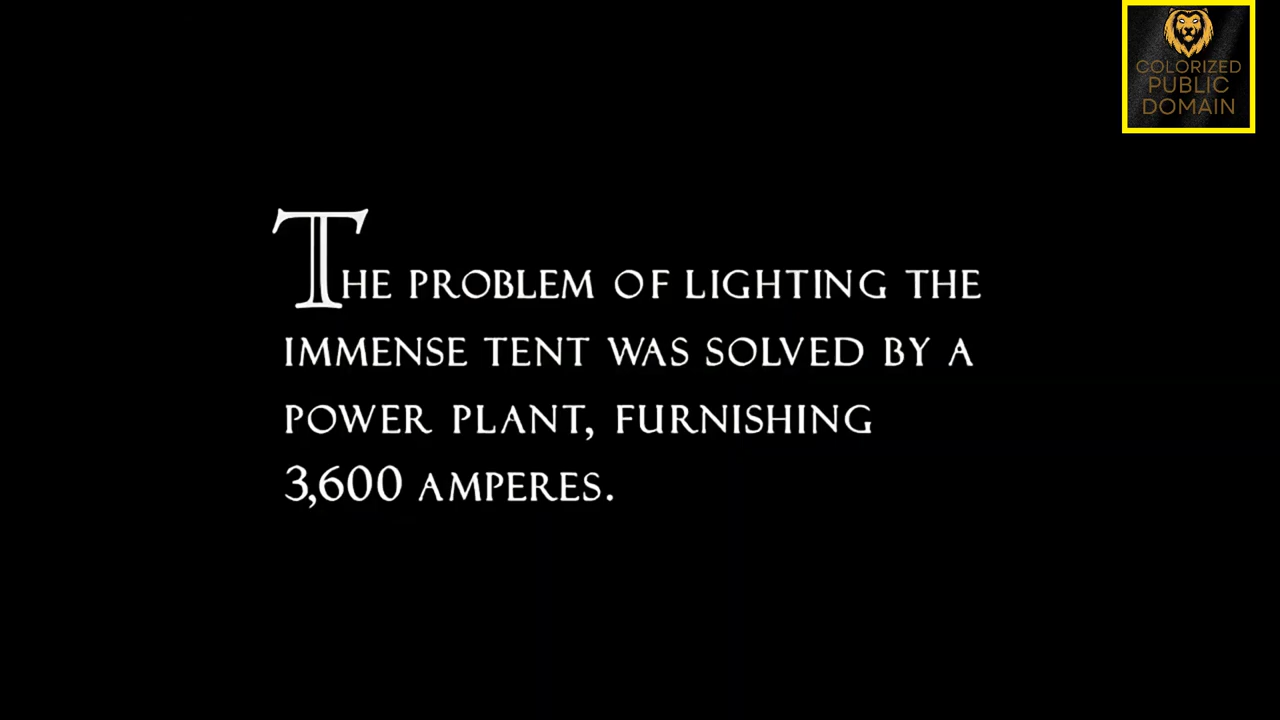 COLORIZED
PUBLIC
DOMAIN
THE PROBLEM OF LIGHTING THE
IMMENSE TENT WAS SOLVED BY A
POWER PLANT, FURNISHING
3,600 AMPERES.